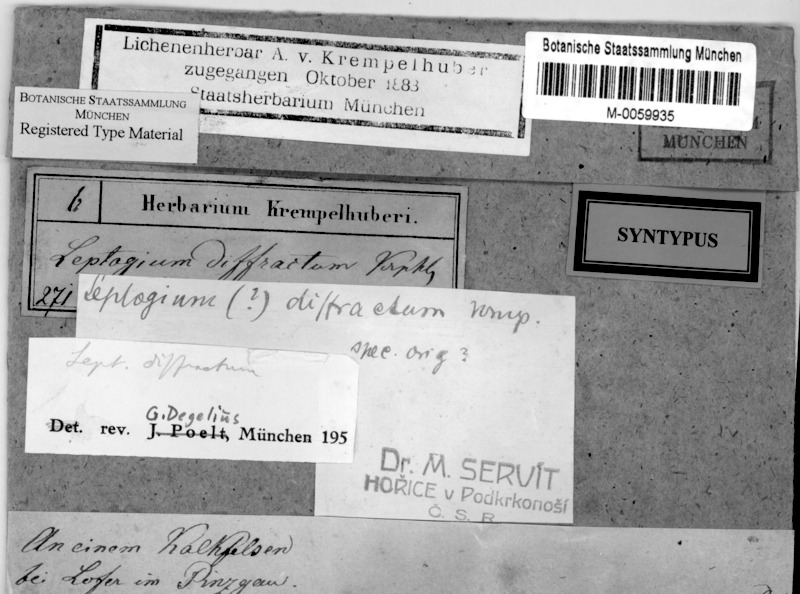 Lichenenherbar A. v. Krempelhuber
zugegangen Oktober 1883
Staatsherbarium München
Botanische Staatssammlung München
M-0059935
MÜNCHEN
BOTANISCHE STAATSSAMMLUNG
MÜNCHEN
Registered Type Material
h Herbarium Krempelhuberi.
Leptogium diffractum Krphb,
271
SYNTYPUS
Leptogium (?) diffractum Kmp.
spec. orig ?
Lept. diffractum
G. Degelius
Det. rev. J. Poelt, München 195
Dr. M. SERVÍT
HOŘICE v Podkrkonoší
Č. S. R.
An einem Kalkfelsen
bei Lofer im Pinzgau.